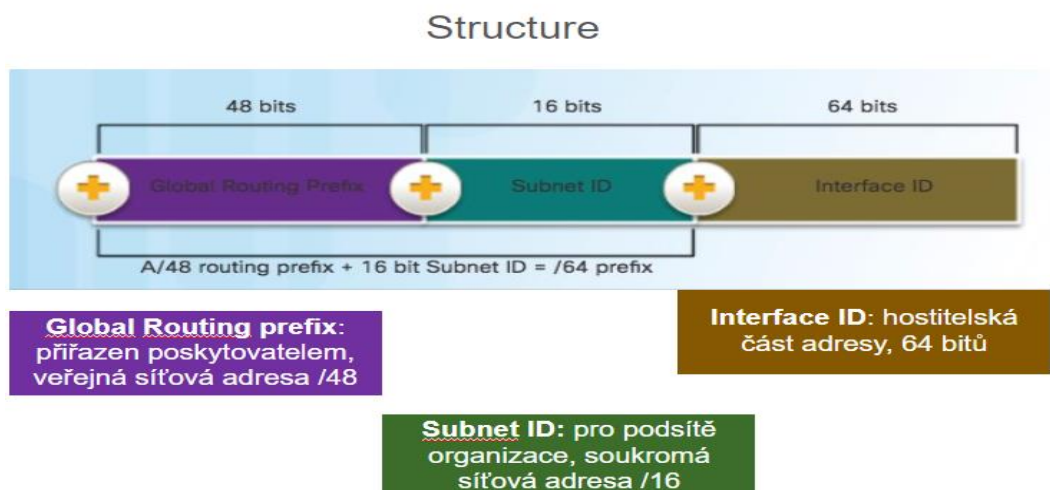 Structure
48 bits
16 bits
64 bits
Global Routing Prefix
Subnet ID
Interface ID
A/48 routing prefix + 16 bit Subnet ID = /64 prefix
Global Routing prefix:
přiřazen poskytovatelem,
veřejná síťová adresa /48
Interface ID: hostitelská
část adresy, 64 bitů
Subnet ID: pro podsítě
organizace, soukromá
síťová adresa /16